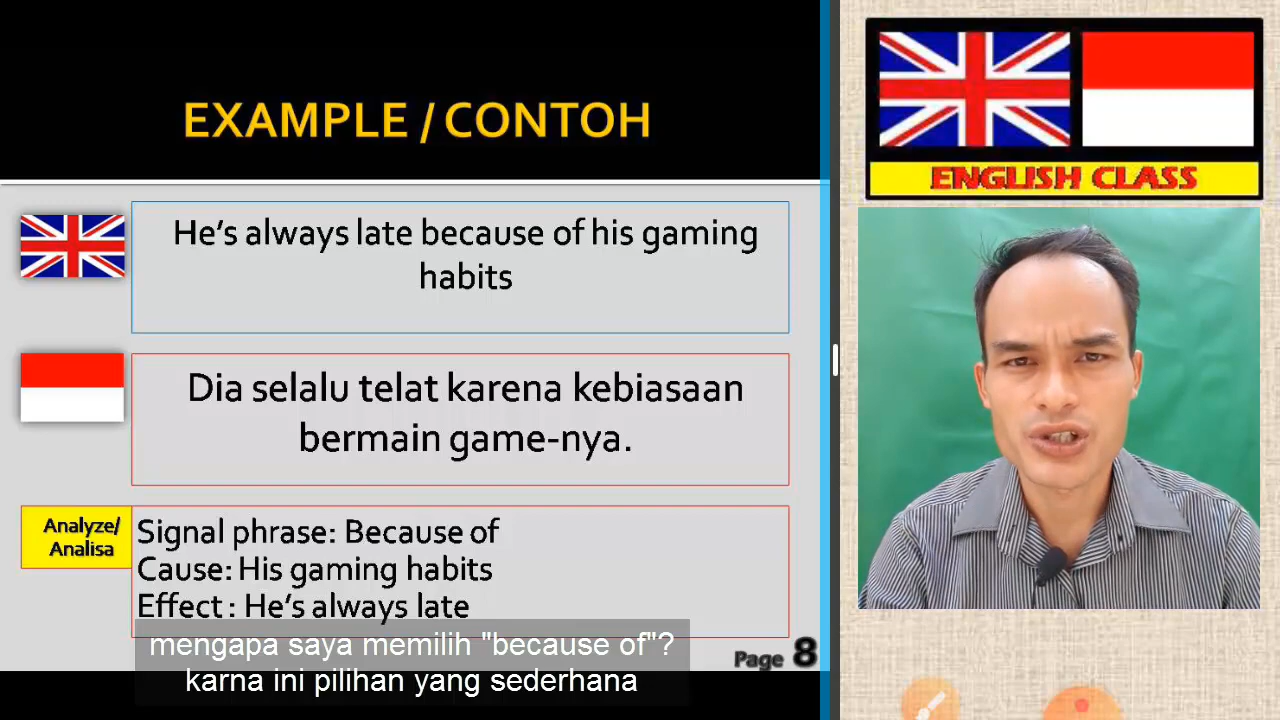 EXAMPLE / CONTOH
He's always late because of his gaming
habits
Dia selalu telat karena kebiasaan
bermain game-nya.
Analyze/
Analisa
Signal phrase: Because of
Cause: His gaming habits
Effect : He's always late
mengapa saya memilih "because of"?
karna ini pilihan yang sederhana
Page 8
ENGLISH CLASS